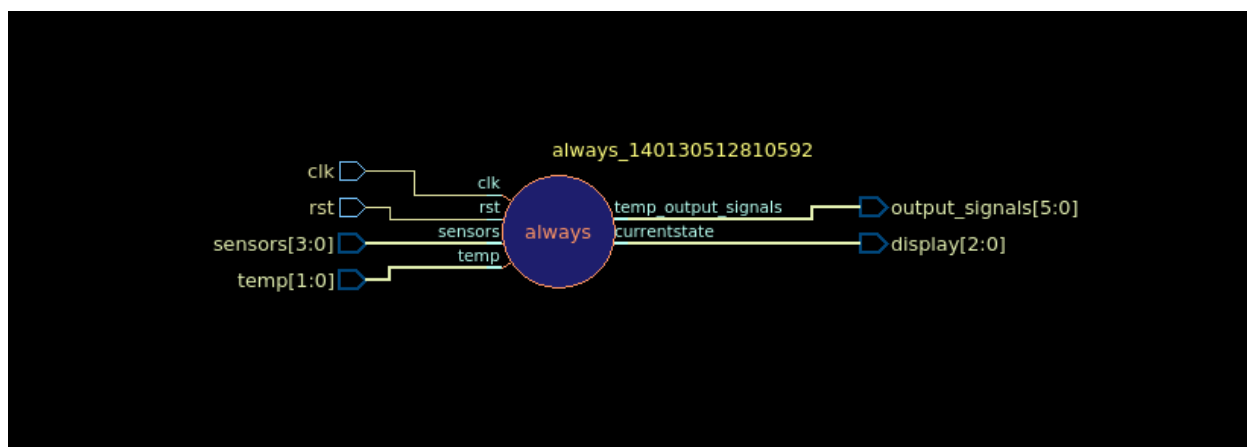 always_140130512810592
clk
clk
rst
rst
temp_output_signals
output_signals[5:0]
sensors[3:0]
sensors
always
currentstate
display[2:0]
temp[1:0]
temp